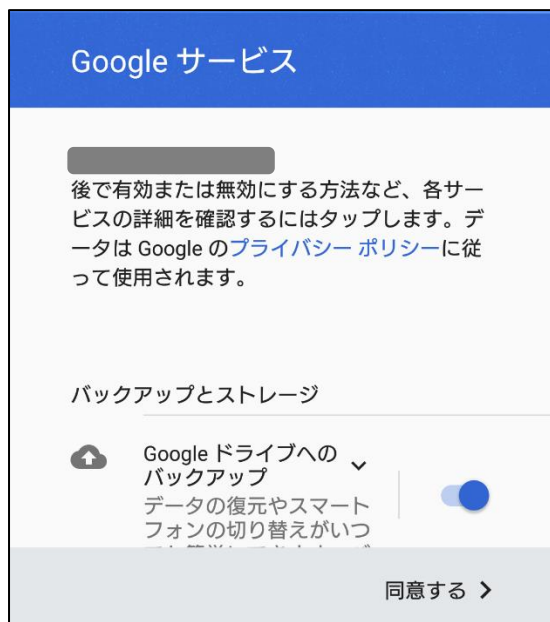 Google サービス
後で有効または無効にする方法など、各サー
ビスの詳細を確認するにはタップします。デ
ータは Google のプライバシー ポリシーに従
って使用されます。
バックアップとストレージ
Google ドライブへの
バックアップ
データの復元やスマート
フォンの切り替えがいつ
同意する